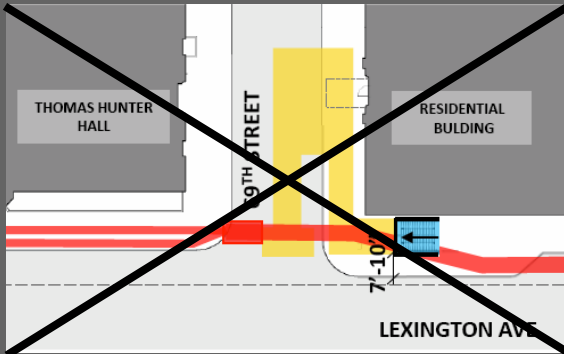 THOMAS HUNTER
HALL
69TH STREET
RESIDENTIAL
BULDING
7'-10"
LEXINGTON AVE